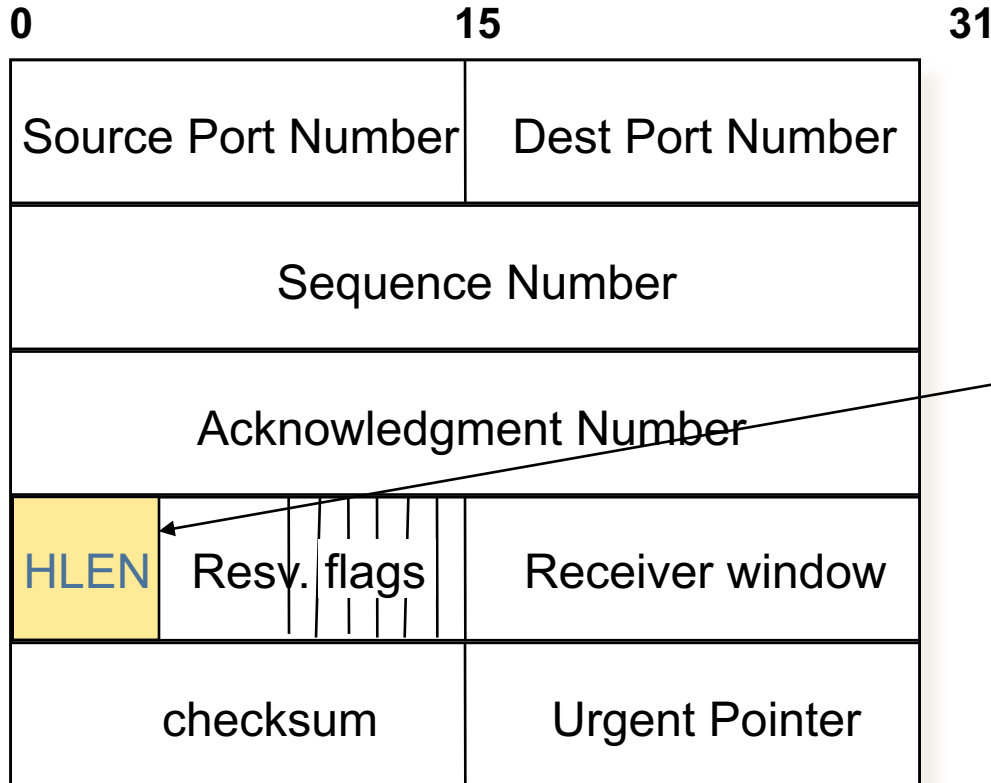 0 15 31
Source Port Number Dest Port Number
Sequence Number
Acknowledgment Number
HLEN Resv. flags Receiver window
checksum Urgent Pointer